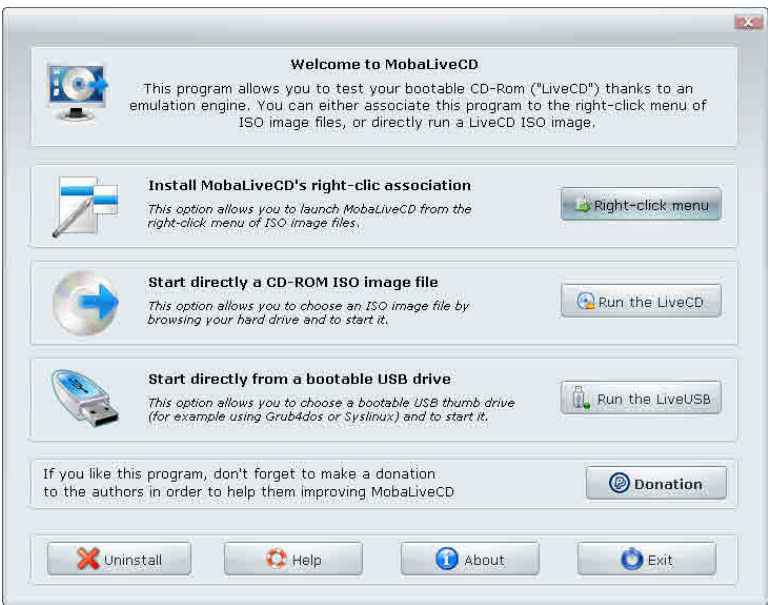 Welcome to MobaLiveCD
This program allows you to test your bootable CD-Rom ("LiveCD") thanks to an
emulation engine. You can either associate this program to the right-click menu of
ISO image files, or directly run a LiveCD ISO image.
Install MobaLiveCD's right-clic association
This option allows you to launch MobaLiveCD from the
right-click menu of ISO image files.
Right-click menu
Start directly a CD-ROM ISO image file
This option allows you to choose an ISO image file by
browsing your hard drive and to start it.
Run the LiveCD
Start directly from a bootable USB drive
This option allows you to choose a bootable USB thumb drive
(for example using Grub4dos or Syslinux) and to start it.
Run the LiveUSB
If you like this program, don't forget to make a donation
to the authors in order to help them improving MobaLiveCD
Donation
Uninstall
Help
About
Exit